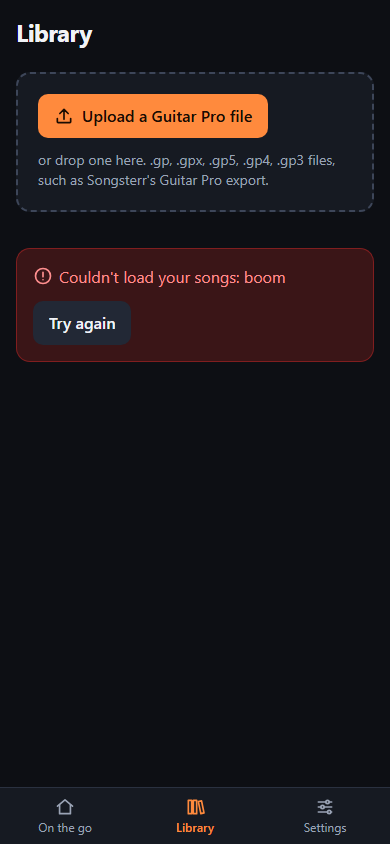 Library
Upload a Guitar Pro file
or drop one here. .gp, .gpx, .gp5, .gp4, .gp3 files,
such as Songsterr's Guitar Pro export.
Couldn't load your songs: boom
Try again
On the go
Library
Settings